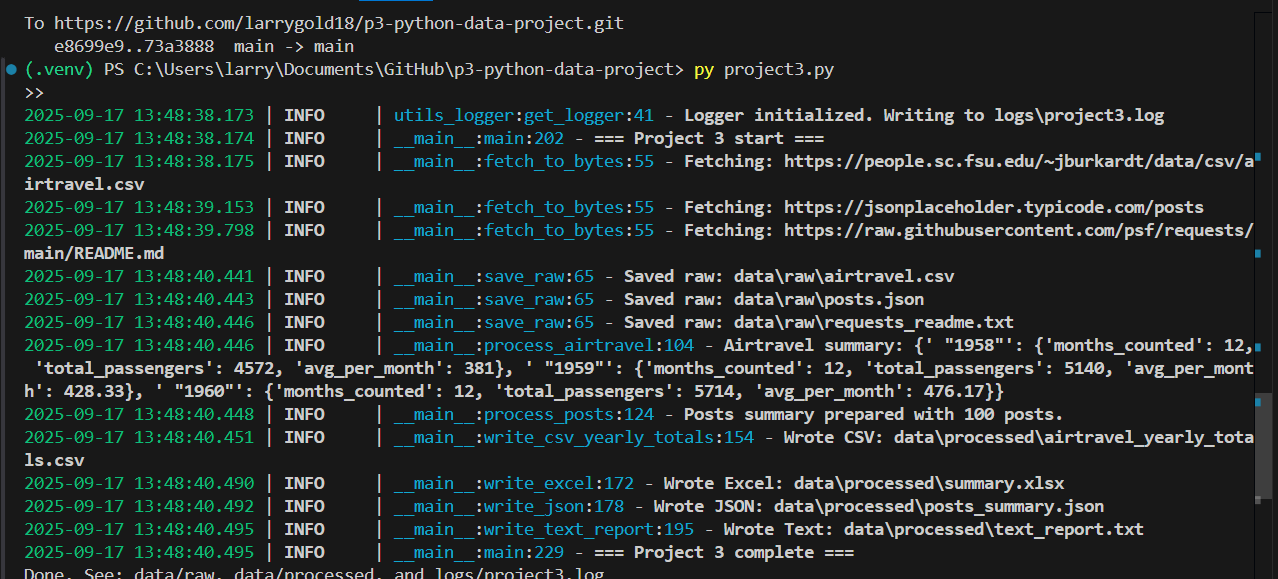 To https://github.com/larrygold18/p3-python-data-project.git
   e8699e9..73a3888  main -> main
(.venv) PS C:\Users\larry\Documents\GitHub\p3-python-data-project> py project3.py
>>
2025-09-17 13:48:38.173 | INFO     | utils_logger:get_logger:41 - Logger initialized. Writing to logs\project3.log
2025-09-17 13:48:38.174 | INFO     | __main__:main:202 - === Project 3 start ===
2025-09-17 13:48:38.175 | INFO     | __main__:fetch_to_bytes:55 - Fetching: https://people.sc.fsu.edu/~jburkardt/data/csv/a
irtravel.csv
2025-09-17 13:48:39.153 | INFO     | __main__:fetch_to_bytes:55 - Fetching: https://jsonplaceholder.typicode.com/posts
2025-09-17 13:48:39.798 | INFO     | __main__:fetch_to_bytes:55 - Fetching: https://raw.githubusercontent.com/psf/requests/
main/README.md
2025-09-17 13:48:40.441 | INFO     | __main__:save_raw:65 - Saved raw: data\raw\airtravel.csv
2025-09-17 13:48:40.443 | INFO     | __main__:save_raw:65 - Saved raw: data\raw\posts.json
2025-09-17 13:48:40.446 | INFO     | __main__:save_raw:65 - Saved raw: data\raw\requests_readme.txt
2025-09-17 13:48:40.446 | INFO     | __main__:process_airtravel:104 - Airtravel summary: {' "1958"': {'months_counted': 12,
 'total_passengers': 4572, 'avg_per_month': 381}, ' "1959"': {'months_counted': 12, 'total_passengers': 5140, 'avg_per_mont
h': 428.33}, ' "1960"': {'months_counted': 12, 'total_passengers': 5714, 'avg_per_month': 476.17}}
2025-09-17 13:48:40.448 | INFO     | __main__:process_posts:124 - Posts summary prepared with 100 posts.
2025-09-17 13:48:40.451 | INFO     | __main__:write_csv_yearly_totals:154 - Wrote CSV: data\processed\airtravel_yearly_tota
ls.csv
2025-09-17 13:48:40.490 | INFO     | __main__:write_excel:172 - Wrote Excel: data\processed\summary.xlsx
2025-09-17 13:48:40.492 | INFO     | __main__:write_json:178 - Wrote JSON: data\processed\posts_summary.json
2025-09-17 13:48:40.495 | INFO     | __main__:write_text_report:195 - Wrote Text: data\processed\text_report.txt
2025-09-17 13:48:40.495 | INFO     | __main__:main:229 - === Project 3 complete ===
Done. See: data/raw, data/processed, and logs/project3.log